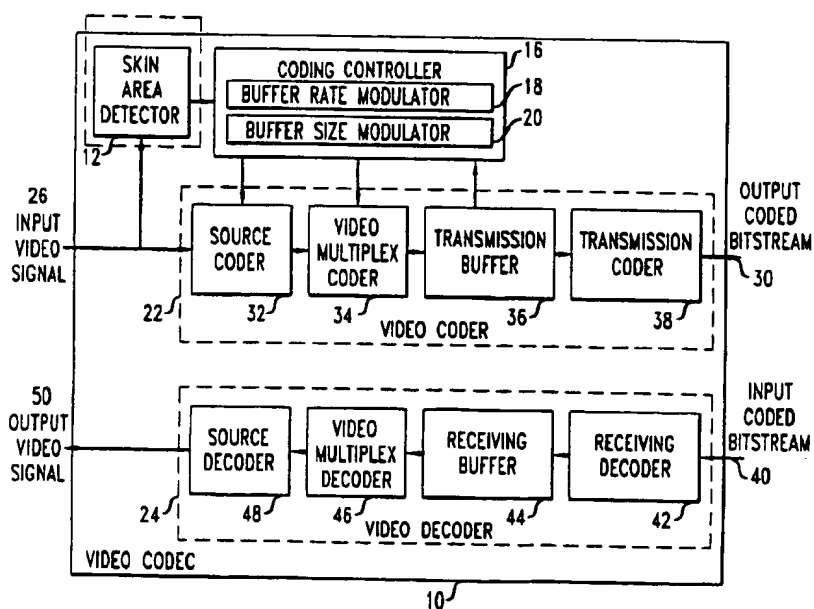 SKIN
AREA
DETECTOR
12
CODING CONTROLLER
BUFFER RATE MODULATOR
BUFFER SIZE MODULATOR
16
18
20
26
INPUT
VIDEO
SIGNAL
SOURCE
CODER
32
VIDEO
MULTIPLEX
CODER
34
TRANSMISSION
BUFFER
36
TRANSMISSION
CODER
38
OUTPUT
CODED
BITSTREAM
30
22
VIDEO CODER
50
OUTPUT
VIDEO
SIGNAL
SOURCE
DECODER
48
VIDEO
MULTIPLEX
DECODER
46
RECEIVING
BUFFER
44
RECEIVING
DECODER
42
INPUT
CODED
BITSTREAM
40
24
VIDEO DECODER
VIDEO CODEC
10